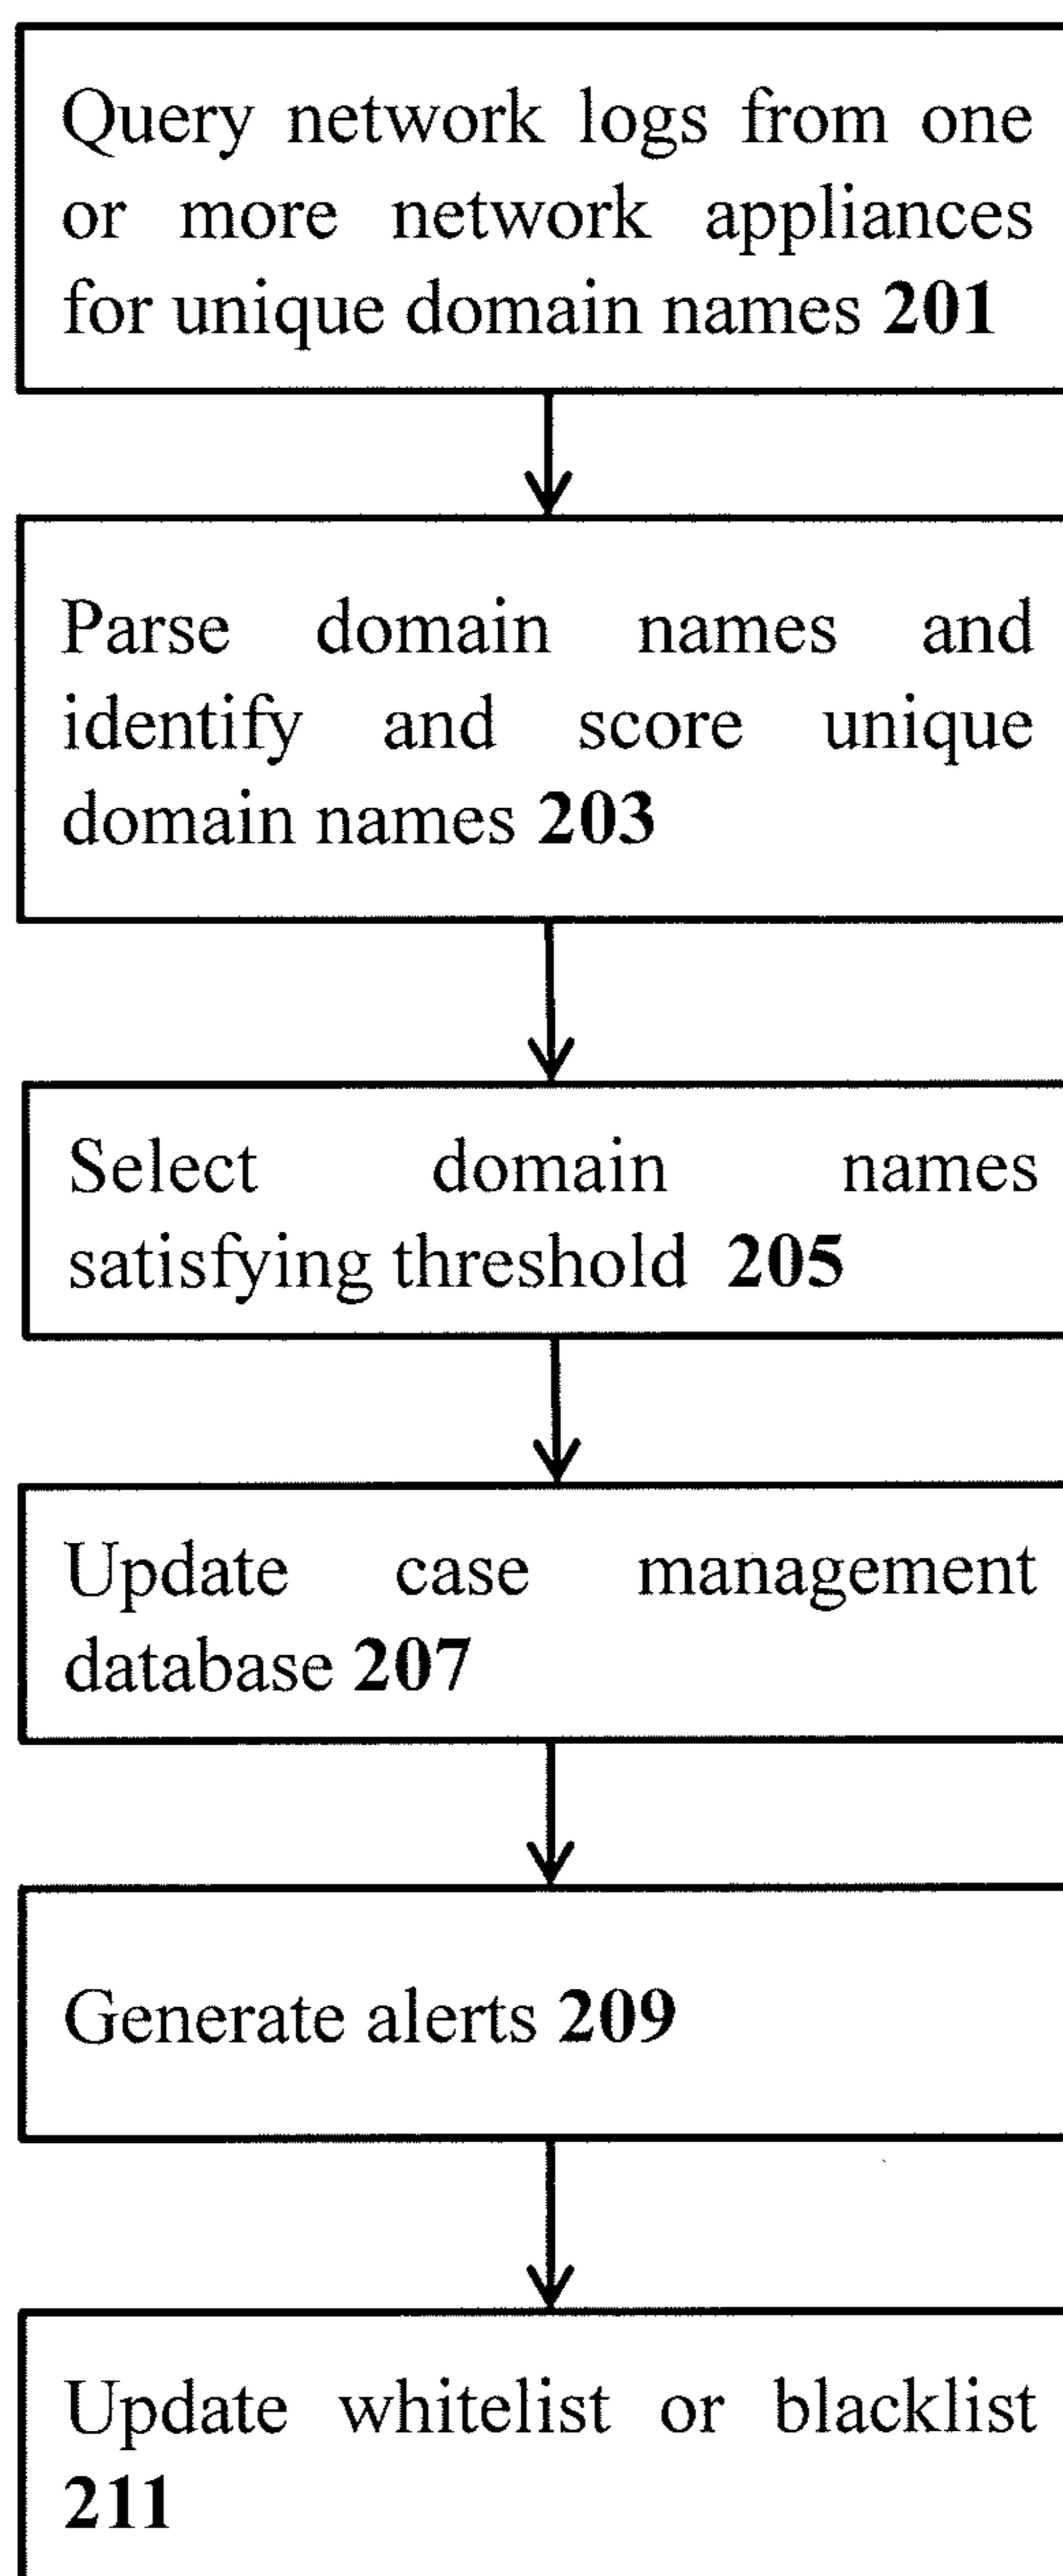 Query network logs from one
or more network appliances
for unique domain names 201
Parse domain names and
identify and score unique
domain names 203
Select domain names
satisfying threshold 205
Update case management
database 207
Generate alerts 209
Update whitelist or blacklist
211